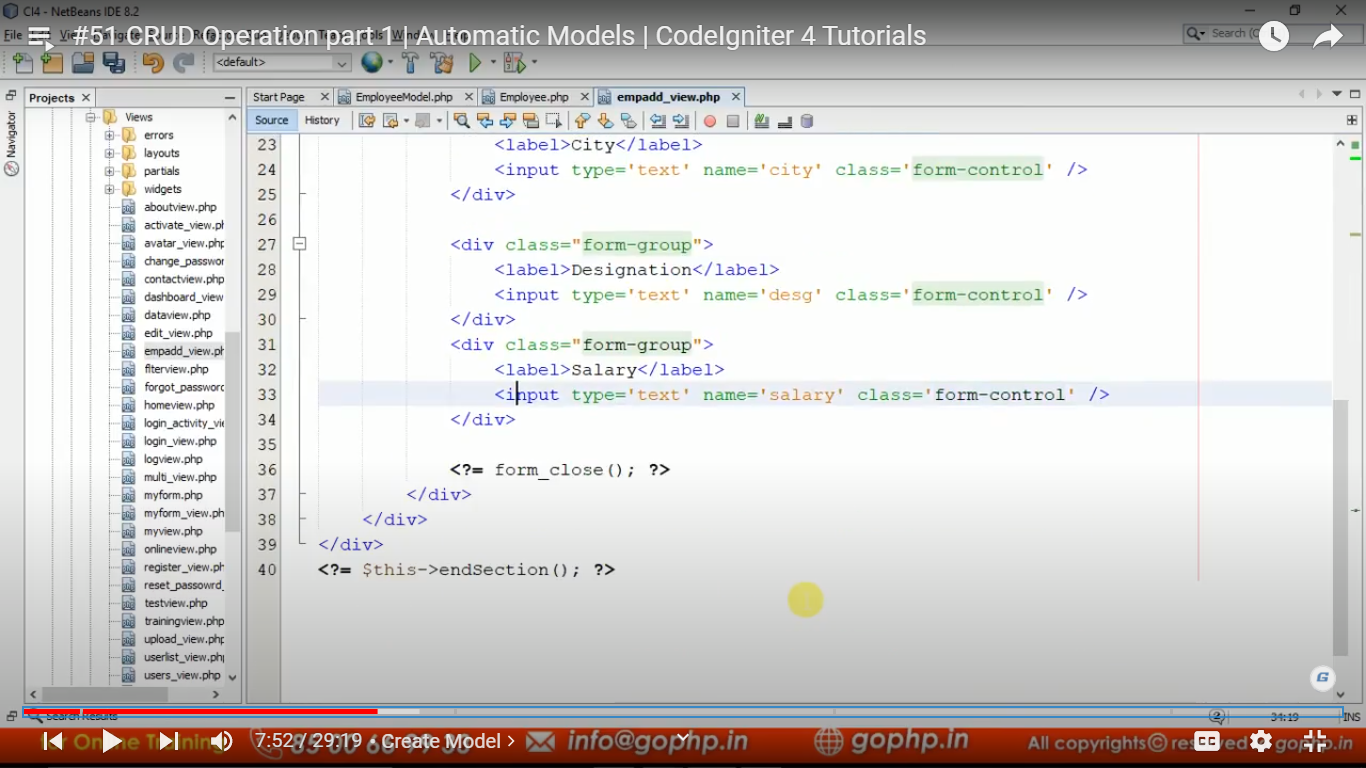 CI4 - NetBeans IDE 8.2
#51 CRUD Operation part 1 | Automatic Models | CodeIgniter 4 Tutorials
File
Search (C
<default>
Projects
Start Page
EmployeeModel.php
Employee.php
empadd_view.php
Source
History
Navigator
Views
errors
layouts
partials
widgets
aboutview.php
activate_view.ph
avatar_view.php
change_passwor
contactview.php
dashboard_view
dataview.php
edit_view.php
empadd_view.ph
flterview.php
forgot_password
homeview.php
login_activity_vie
login_view.php
logview.php
multi_view.php
myform.php
myform_view.ph
myview.php
onlineview.php
register_view.ph
reset_passowrd_
testview.php
trainingview.php
upload_view.php
userlist_view.ph
users_view.php
23 <label>City</label>
24 <input type='text' name='city' class='form-control' />
25 </div>
26
27 <div class="form-group">
28 <label>Designation</label>
29 <input type='text' name='desg' class='form-control' />
30 </div>
31 <div class="form-group">
32 <label>Salary</label>
33 <input type='text' name='salary' class='form-control' />
34 </div>
35
36 <?= form_close(); ?>
37 </div>
38 </div>
39 </div>
40 <?= $this->endSection(); ?>
G
Search Results
2
34:19
INS
for Online Training
7:52 / 29:19 • Create Model >
info@gophp.in
gophp.in
All copyrights© reserved gophp.in
CC